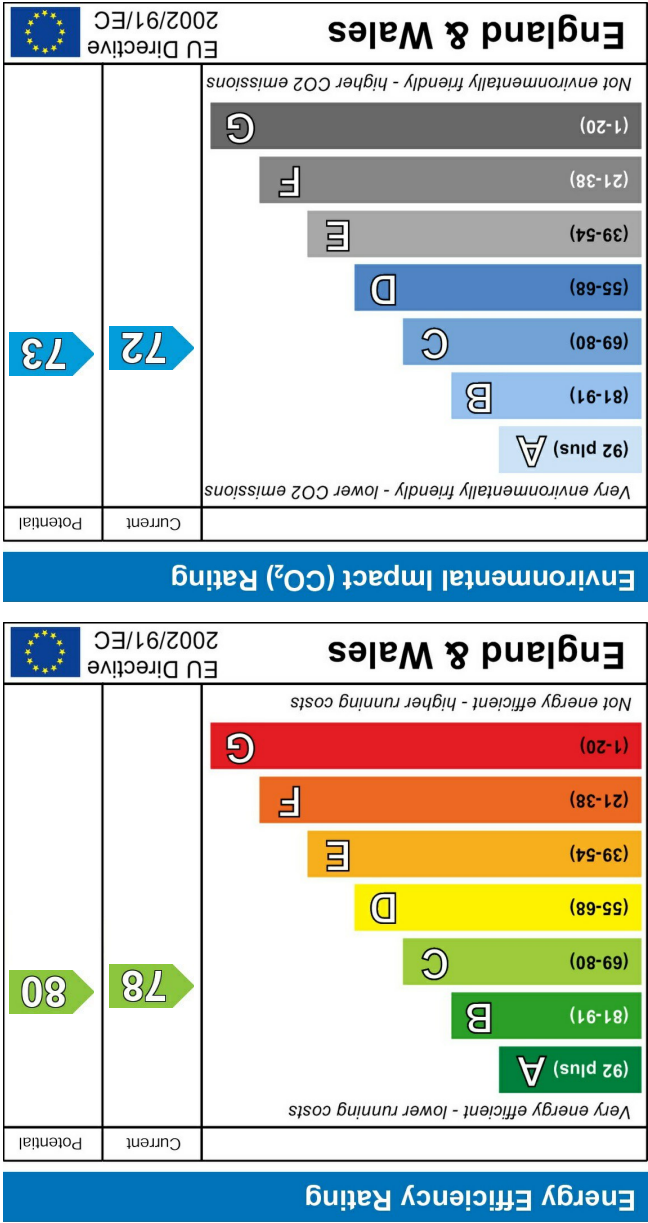 Energy Efficiency Rating
Current Potential
Very energy efficient - lower running costs
(92 plus) A
(81-91) B
(69-80) C
(55-68) D
(39-54) E
(21-38) F
(1-20) G
78 80
Not energy efficient - higher running costs
England & Wales
EU Directive
2002/91/EC
Environmental Impact (CO₂) Rating
Current Potential
Very environmentally friendly - lower CO2 emissions
(92 plus) A
(81-91) B
(69-80) C
(55-68) D
(39-54) E
(21-38) F
(1-20) G
72 73
Not environmentally friendly - higher CO2 emissions
England & Wales
EU Directive
2002/91/EC